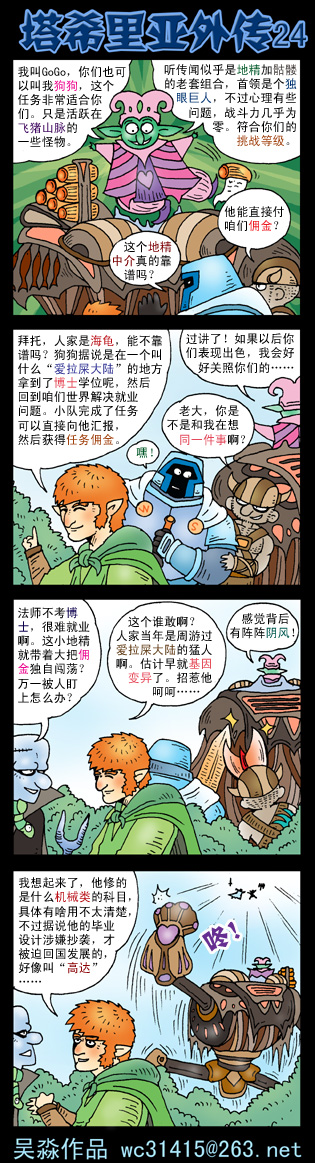 塔希里亚外传24
我叫GoGo，你们也可
以叫我狗狗，这个
任务非常适合你
们。只是活跃在
飞猪山脉的
一些怪物。
听传闻似乎是地精加骷髅
的老套组合，首领是个独
眼巨人，不过心理有些
问题，战斗力几乎为
零。符合你们的
挑战等级。
他能直接付
咱们佣金？
这个地精
中介真的靠
谱吗？
拜托，人家是海龟，能不靠
谱吗？狗狗据说是在一个叫
什么“爱拉屎大陆”的地方
拿到了博士学位呢，然后
回到咱们世界解决就业
问题。小队完成了任务
可以直接向他汇报，
然后获得任务佣金。
过讲了！如果以后你
们表现出色，我会好
好关照你们的……
老大，你是
不是和我在想
同一件事啊？
嘿！
W
S
法师不考博
士，很难就业
啊。这小地精
就带着大把佣
金独自闯荡？
万一被人盯
上怎么办？
这个谁敢啊？
人家当年是周游过
爱拉屎大陆的猛人
啊。估计早就基因
变异了。招惹他
呵呵……
感觉背后
有阵阵阴风！
我想起来了，他修的
是什么机械类的科目，
具体有啥用不太清楚，
不过据说他的毕业
设计涉嫌抄袭，才
被迫回国发展的，
好像叫“高达”
……
咚！
吴淼作品 wc31415@263.net